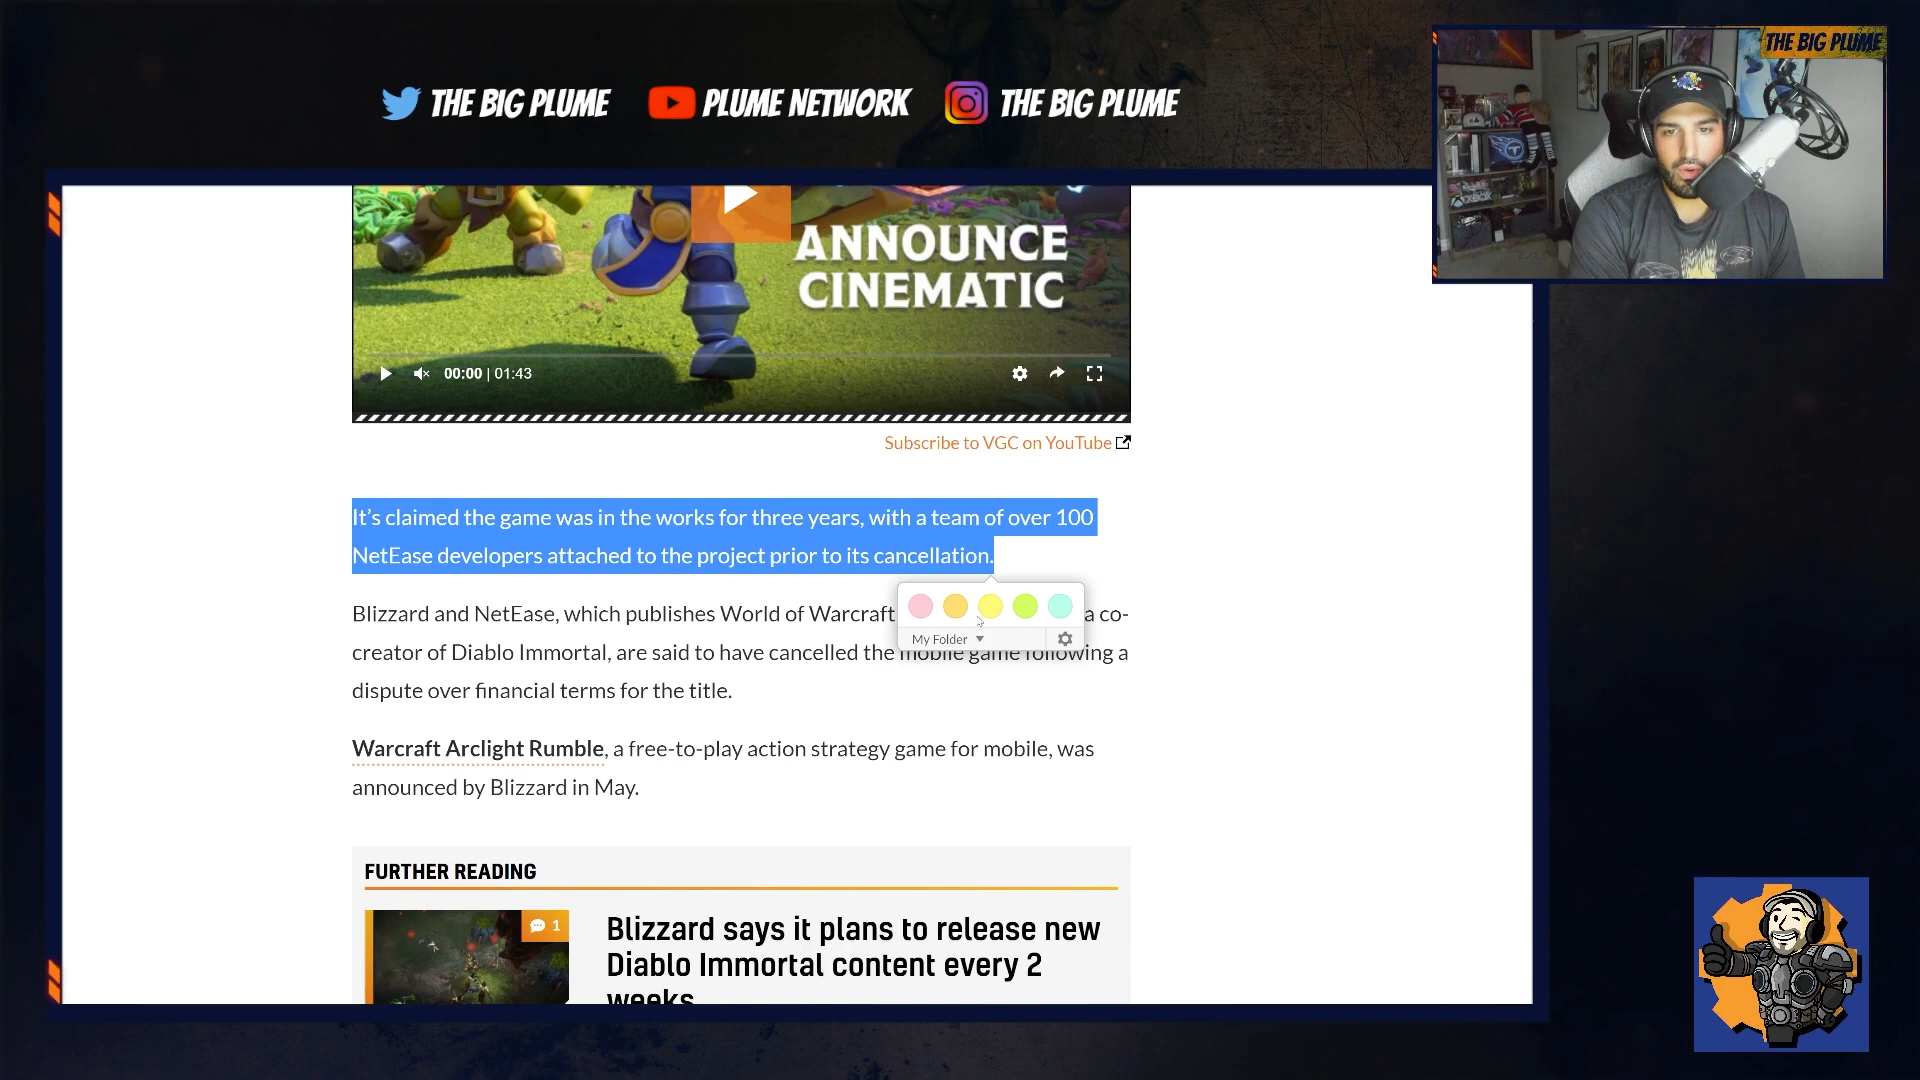 THE BIG PLUME
THE BIG PLUME
PLUME NETWORK
THE BIG PLUME
ANNOUNCE
CINEMATIC
00:00 | 01:43
Subscribe to VGC on YouTube
It’s claimed the game was in the works for three years, with a team of over 100
NetEase developers attached to the project prior to its cancellation.
Blizzard and NetEase, which publishes World of Warcraft a co-
creator of Diablo Immortal, are said to have cancelled the mobile game following a
dispute over financial terms for the title.
My Folder
Warcraft Arclight Rumble, a free-to-play action strategy game for mobile, was
announced by Blizzard in May.
FURTHER READING
1
Blizzard says it plans to release new
Diablo Immortal content every 2
weeks